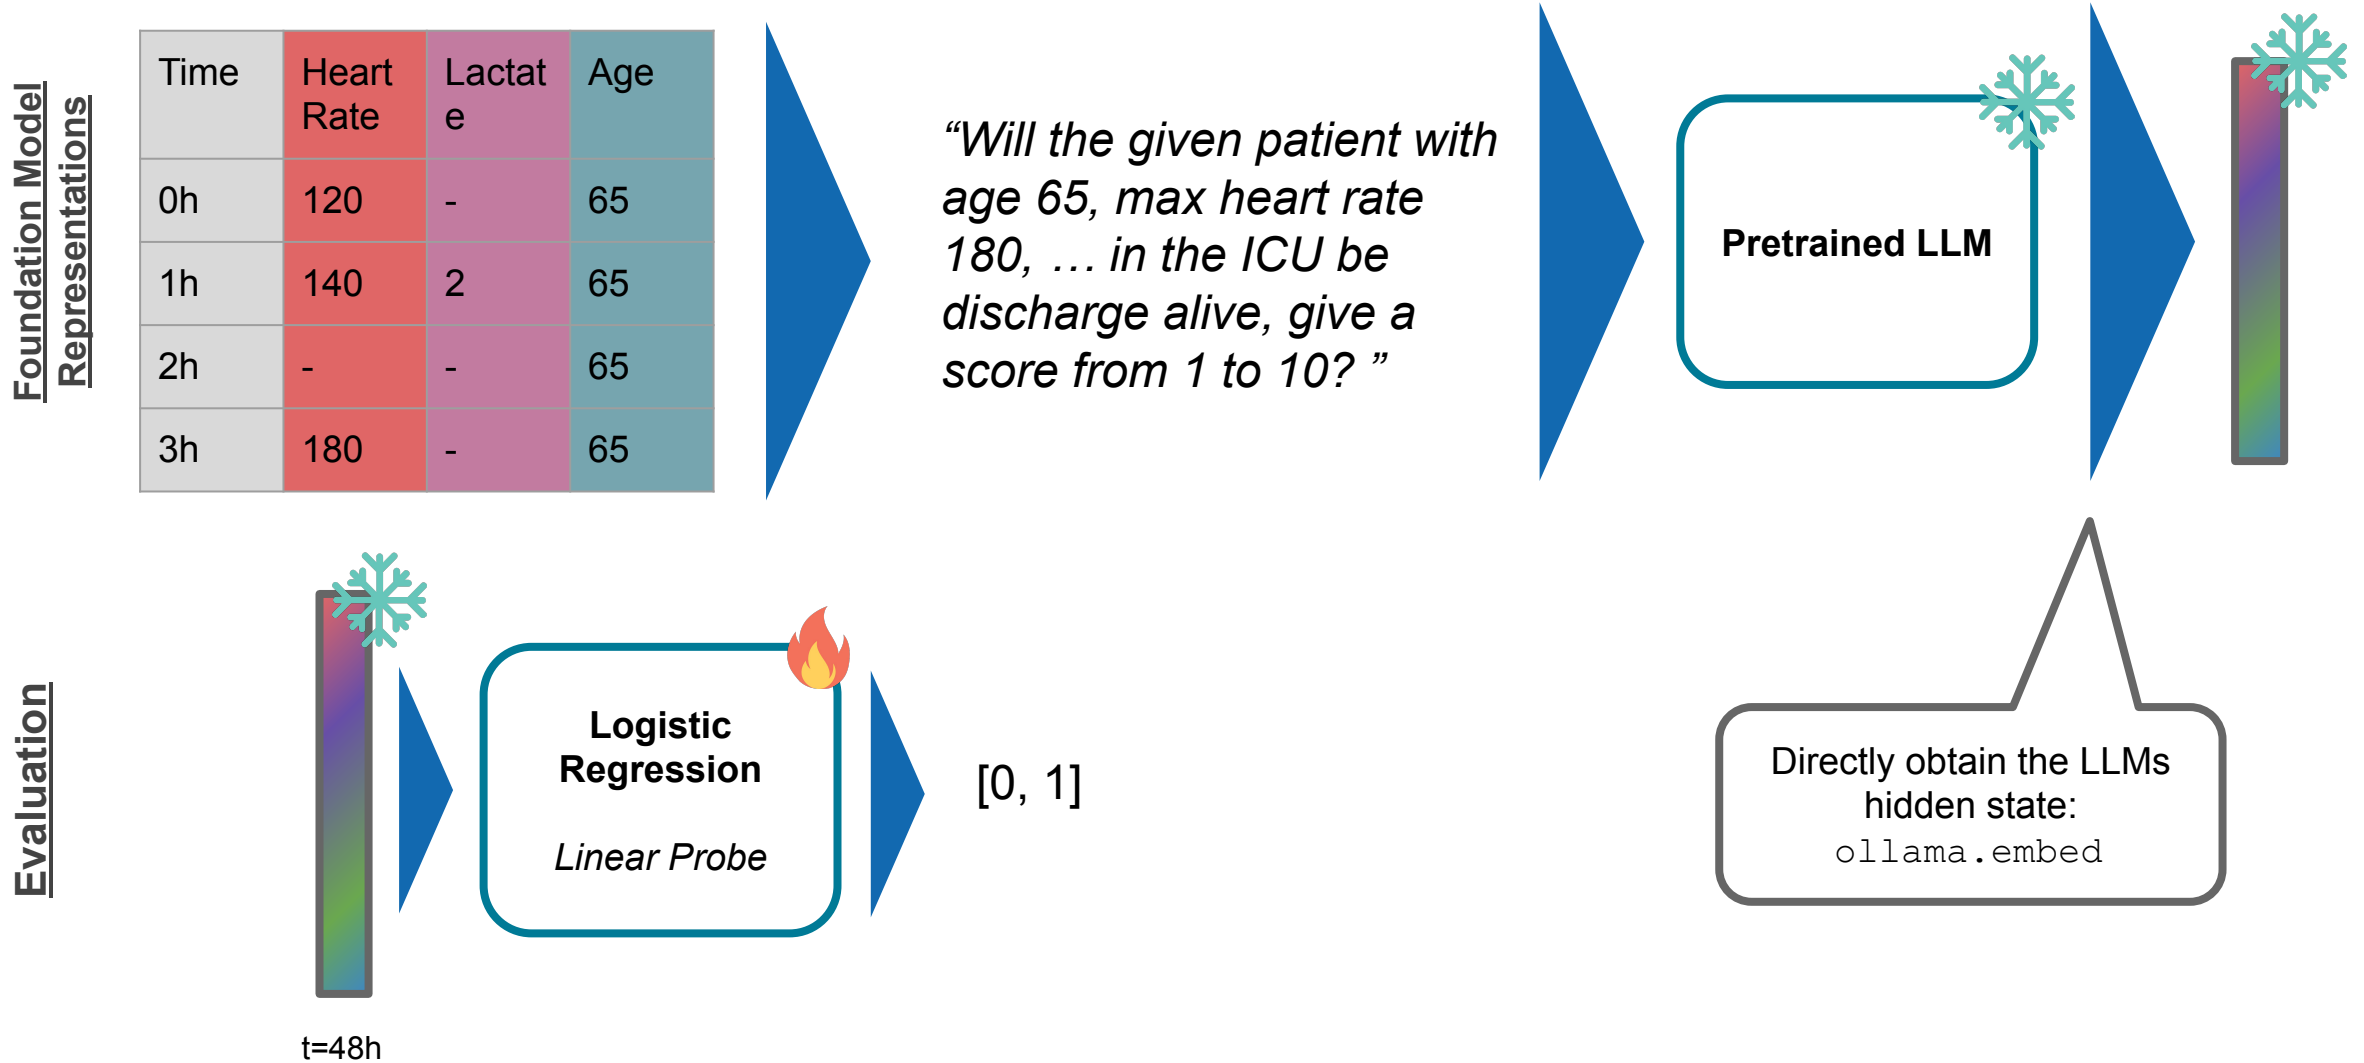 Foundation Model
Representations
Time Heart Rate Lactat e Age
0h 120 - 65
1h 140 2 65
2h - - 65
3h 180 - 65
“Will the given patient with
age 65, max heart rate
180, … in the ICU be
discharge alive, give a
score from 1 to 10? ”
Pretrained LLM
Evaluation
Logistic
Regression
Linear Probe
[0, 1]
t=48h
Directly obtain the LLMs
hidden state:
ollama.embed